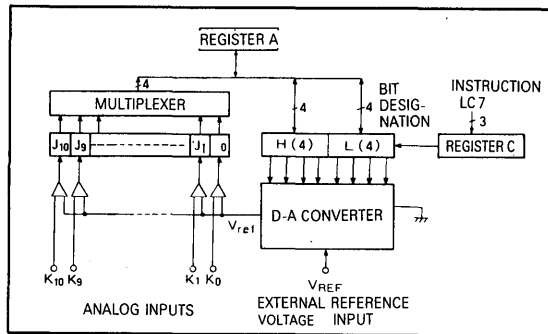 REGISTER A
4
MULTIPLEXER
4
4
BIT
DESIG-
NATION
INSTRUCTION
LC7
3
J10 J9 J1 0
H (4) L (4)
REGISTER C
D-A CONVERTER
Vref
K10 K9 K1 K0
VREF
ANALOG INPUTS
EXTERNAL REFERENCE
VOLTAGE INPUT